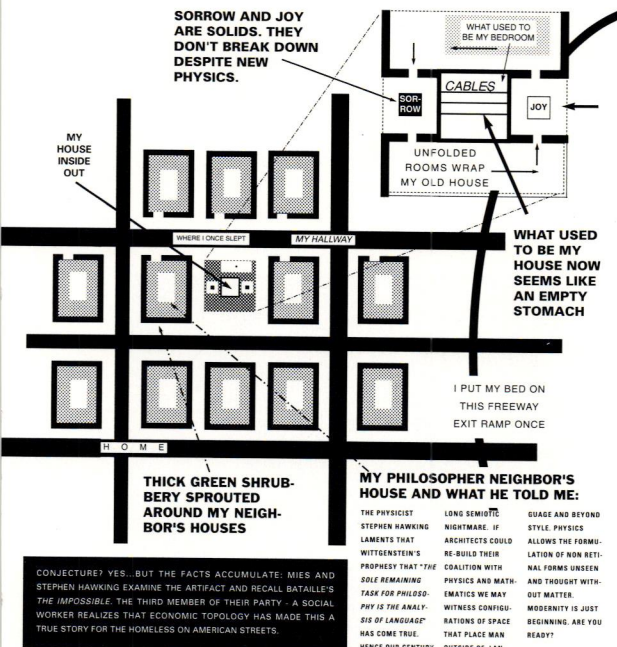 SORROW AND JOY
ARE SOLIDS. THEY
DON'T BREAK DOWN
DESPITE NEW
PHYSICS.
WHAT USED TO
BE MY BEDROOM
CABLES
SOR-
ROW
JOY
UNFOLDED
ROOMS WRAP
MY OLD HOUSE
MY
HOUSE
INSIDE
OUT
WHERE I ONCE SLEPT
MY HALLWAY
WHAT USED
TO BE MY
HOUSE NOW
SEEMS LIKE
AN EMPTY
STOMACH
I PUT MY BED ON
THIS FREEWAY
EXIT RAMP ONCE
HOME
THICK GREEN SHRUB-
BERY SPROUTED
AROUND MY NEIGH-
BOR'S HOUSES
MY PHILOSOPHER NEIGHBOR'S
HOUSE AND WHAT HE TOLD ME:
THE PHYSICIST
STEPHEN HAWKING
LAMENTS THAT
WITTGENSTEIN'S
PROPHESY THAT "THE
SOLE REMAINING
TASK FOR PHILOSO-
PHY IS THE ANALY-
SIS OF LANGUAGE"
HAS COME TRUE.
HENCE OUR CENTURY
LONG SEMIOTIC
NIGHTMARE. IF
ARCHITECTS COULD
RE-BUILD THEIR
COALITION WITH
PHYSICS AND MATH-
EMATICS WE MAY
WITNESS CONFIGU-
RATIONS OF SPACE
THAT PLACE MAN
OUTSIDE OF LAN-
GUAGE AND BEYOND
STYLE. PHYSICS
ALLOWS THE FORMU-
LATION OF NON RETI-
NAL FORMS UNSEEN
AND THOUGHT WITH-
OUT MATTER.
MODERNITY IS JUST
BEGINNING. ARE YOU
READY?
CONJECTURE? YES...BUT THE FACTS ACCUMULATE: MIES AND
STEPHEN HAWKING EXAMINE THE ARTIFACT AND RECALL BATAILLE'S
THE IMPOSSIBLE. THE THIRD MEMBER OF THEIR PARTY - A SOCIAL
WORKER REALIZES THAT ECONOMIC TOPOLOGY HAS MADE THIS A
TRUE STORY FOR THE HOMELESS ON AMERICAN STREETS.